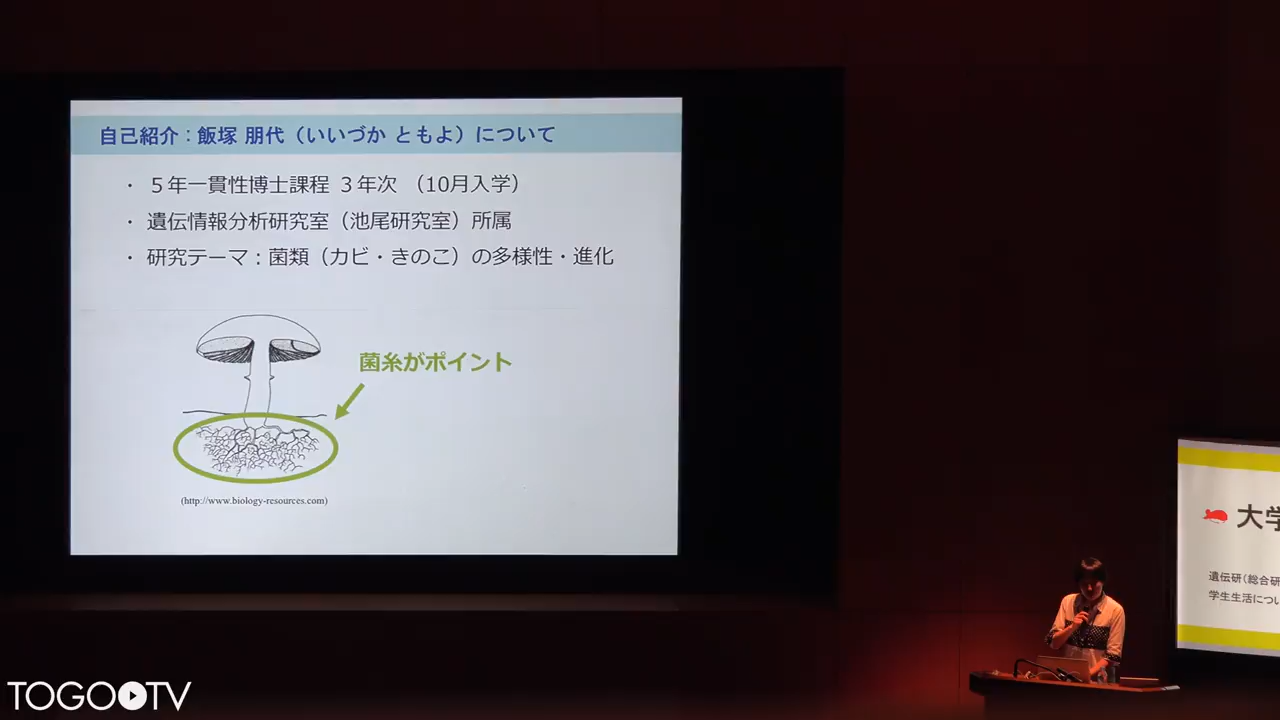 自己紹介：飯塚 朋代（いいづか ともよ）について
・ ５年一貫性博士課程 ３年次 （10月入学）
・ 遺伝情報分析研究室（池尾研究室）所属
・ 研究テーマ：菌類（カビ・きのこ）の多様性・進化
菌糸がポイント
(http://www.biology-resources.com)
大学
遺伝研（総合研
学生生活につい
TOGO TV